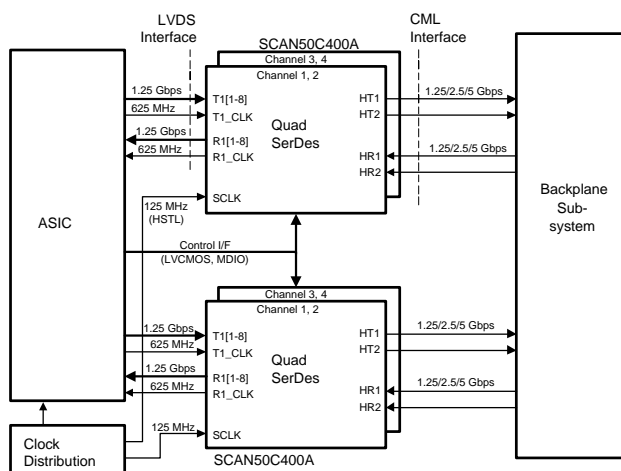 LVDS
Interface
CML
Interface
SCAN50C400A
Channel 3, 4
Channel 1, 2
1.25 Gbps
T1[1-8]
625 MHz
T1_CLK
1.25 Gbps
R1[1-8]
625 MHz
R1_CLK
125 MHz
(HSTL)
SCLK
Quad
SerDes
HT1
HT2
HR1
HR2
1.25/2.5/5 Gbps
1.25/2.5/5 Gbps
ASIC
Backplane
Sub-
system
Control I/F
(LVCMOS, MDIO)
Channel 3, 4
Channel 1, 2
1.25 Gbps
T1[1-8]
625 MHz
T1_CLK
1.25 Gbps
R1[1-8]
625 MHz
R1_CLK
125 MHz
SCLK
Quad
SerDes
HT1
HT2
HR1
HR2
1.25/2.5/5 Gbps
1.25/2.5/5 Gbps
Clock
Distribution
SCAN50C400A